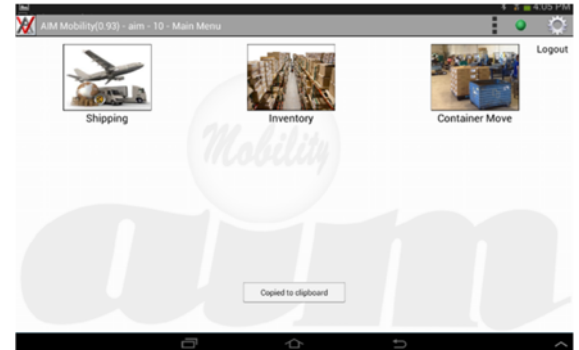 4:05 PM
AIM Mobility(0.93) - aim - 10 - Main Menu
Logout
Shipping
Inventory
Container Move
Mobility
aim
Copied to clipboard